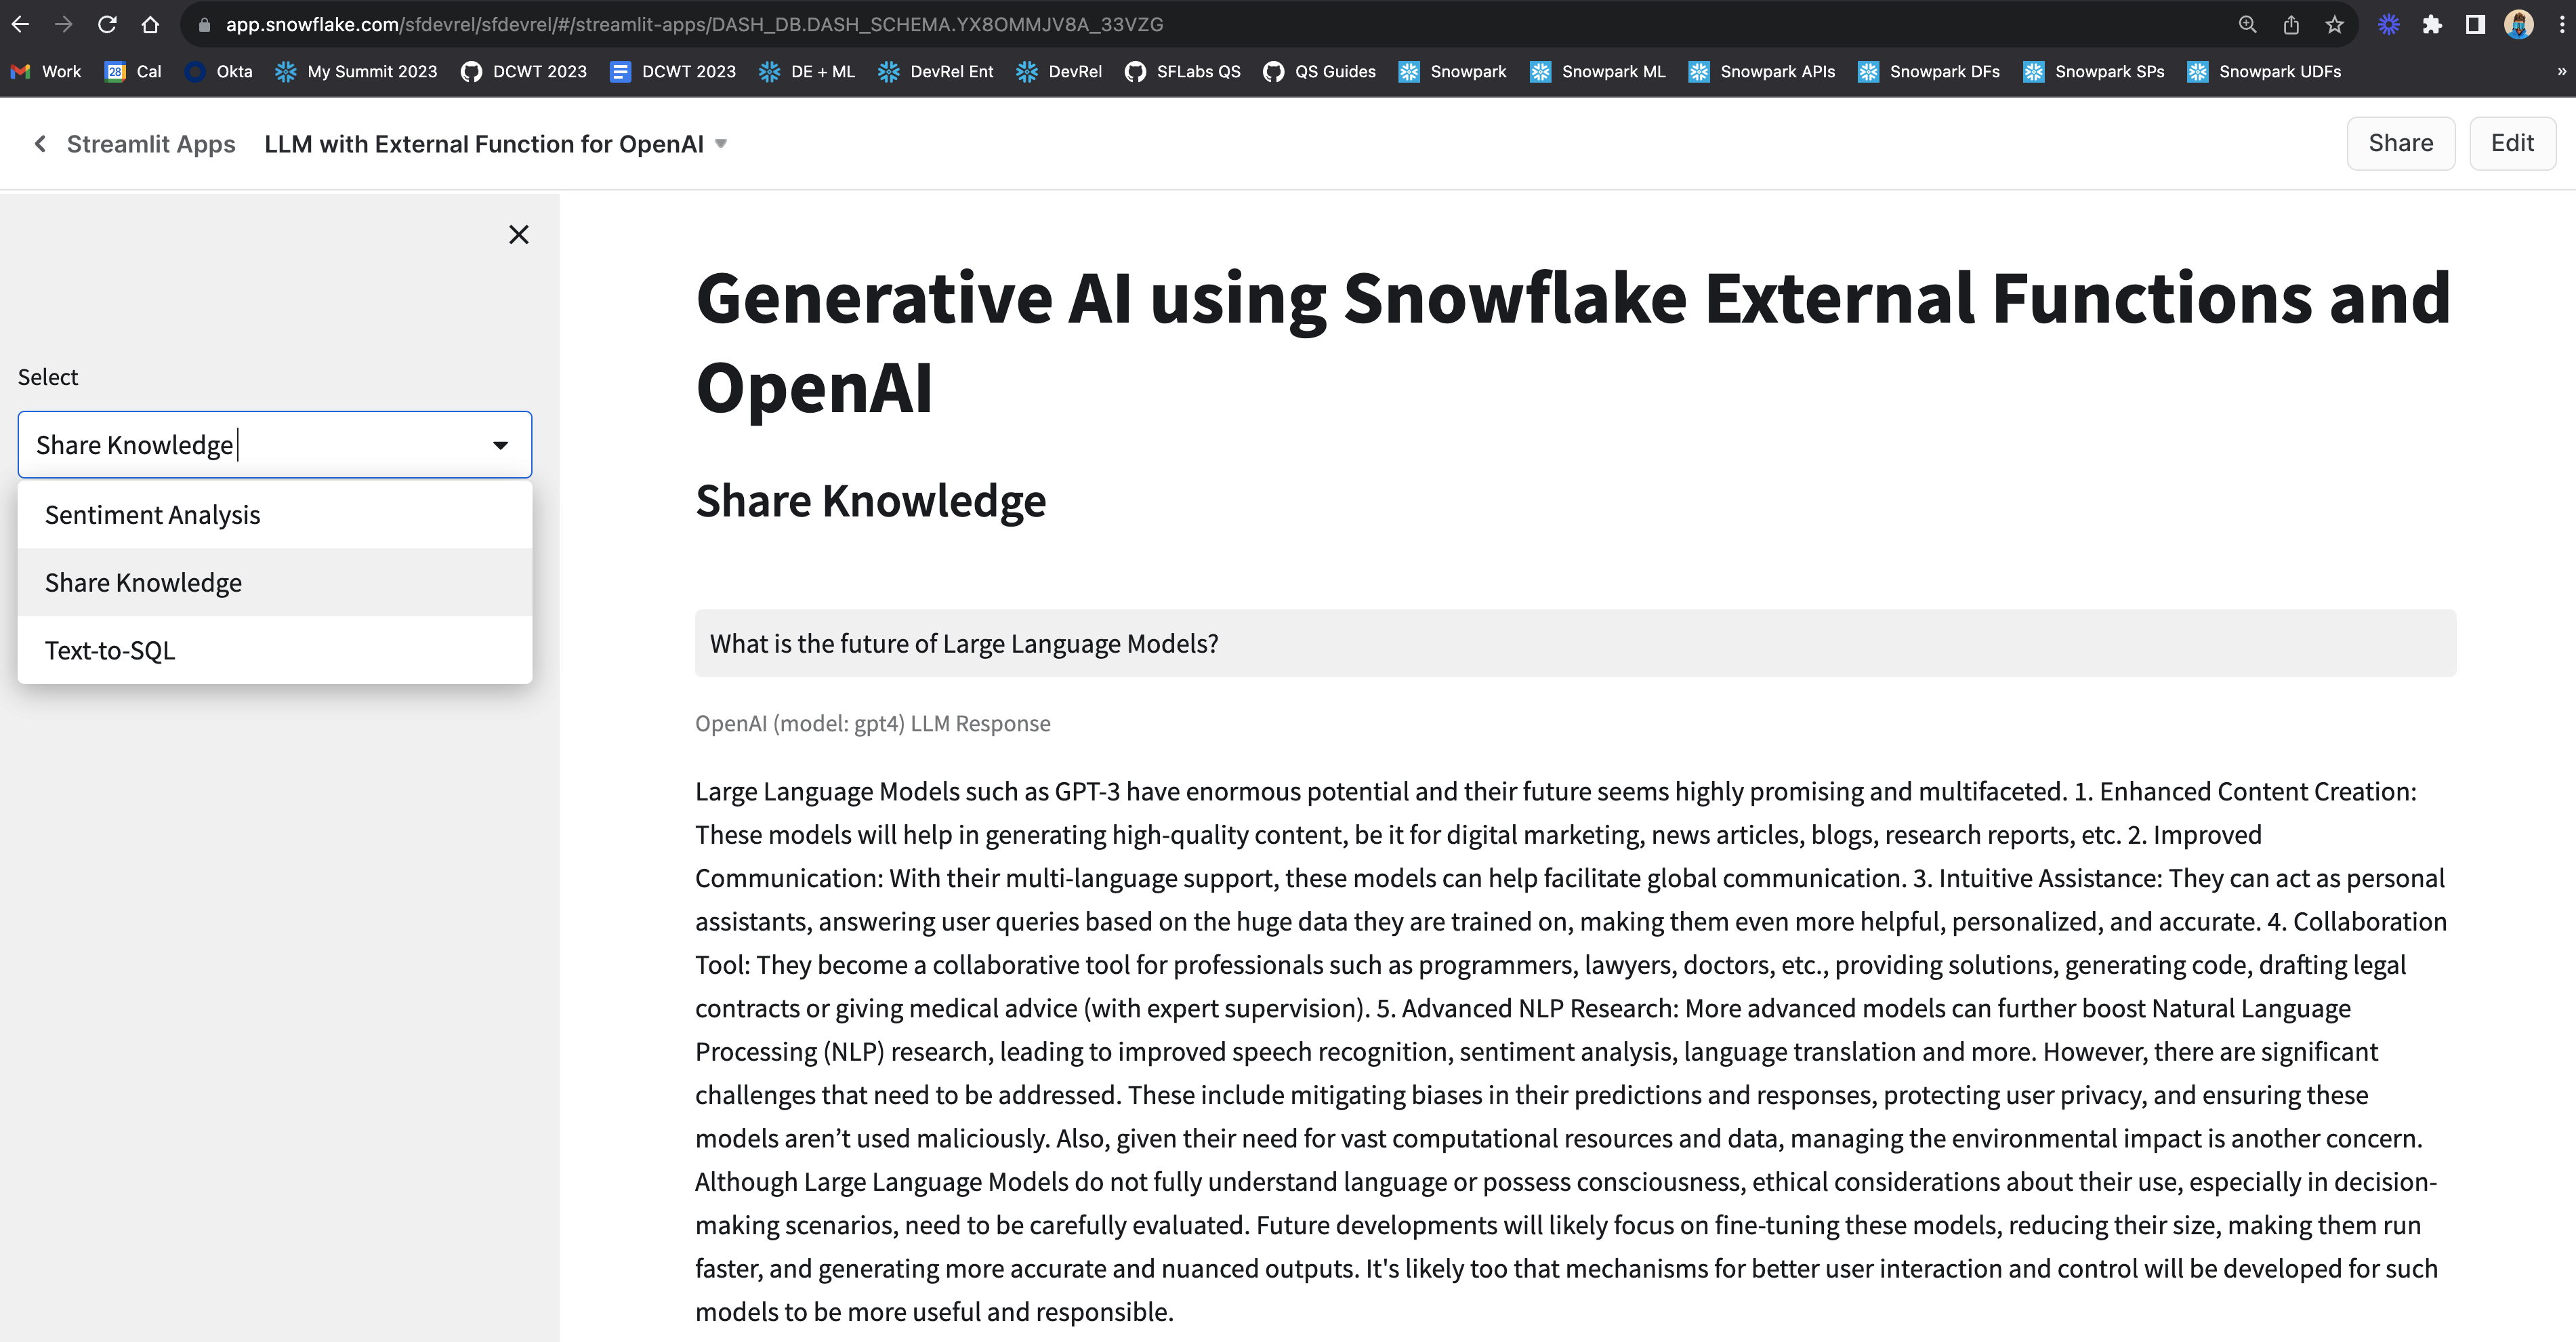 app.snowflake.com/sfdevrel/sfdevrel/#/streamlit-apps/DASH_DB.DASH_SCHEMA.YX8OMMJV8A_33VZG
Work 28 Cal Okta My Summit 2023 DCWT 2023 DCWT 2023 DE + ML DevRel Ent DevRel SFLabs QS QS Guides Snowpark Snowpark ML Snowpark APIs Snowpark DFs Snowpark SPs Snowpark UDFs »
Streamlit Apps LLM with External Function for OpenAI Share Edit
Select
Share Knowledge
Sentiment Analysis
Share Knowledge
Text-to-SQL
Generative AI using Snowflake External Functions and
OpenAI
Share Knowledge
What is the future of Large Language Models?
OpenAI (model: gpt4) LLM Response
Large Language Models such as GPT-3 have enormous potential and their future seems highly promising and multifaceted. 1. Enhanced Content Creation:
These models will help in generating high-quality content, be it for digital marketing, news articles, blogs, research reports, etc. 2. Improved
Communication: With their multi-language support, these models can help facilitate global communication. 3. Intuitive Assistance: They can act as personal
assistants, answering user queries based on the huge data they are trained on, making them even more helpful, personalized, and accurate. 4. Collaboration
Tool: They become a collaborative tool for professionals such as programmers, lawyers, doctors, etc., providing solutions, generating code, drafting legal
contracts or giving medical advice (with expert supervision). 5. Advanced NLP Research: More advanced models can further boost Natural Language
Processing (NLP) research, leading to improved speech recognition, sentiment analysis, language translation and more. However, there are significant
challenges that need to be addressed. These include mitigating biases in their predictions and responses, protecting user privacy, and ensuring these
models aren’t used maliciously. Also, given their need for vast computational resources and data, managing the environmental impact is another concern.
Although Large Language Models do not fully understand language or possess consciousness, ethical considerations about their use, especially in decision-
making scenarios, need to be carefully evaluated. Future developments will likely focus on fine-tuning these models, reducing their size, making them run
faster, and generating more accurate and nuanced outputs. It's likely too that mechanisms for better user interaction and control will be developed for such
models to be more useful and responsible.